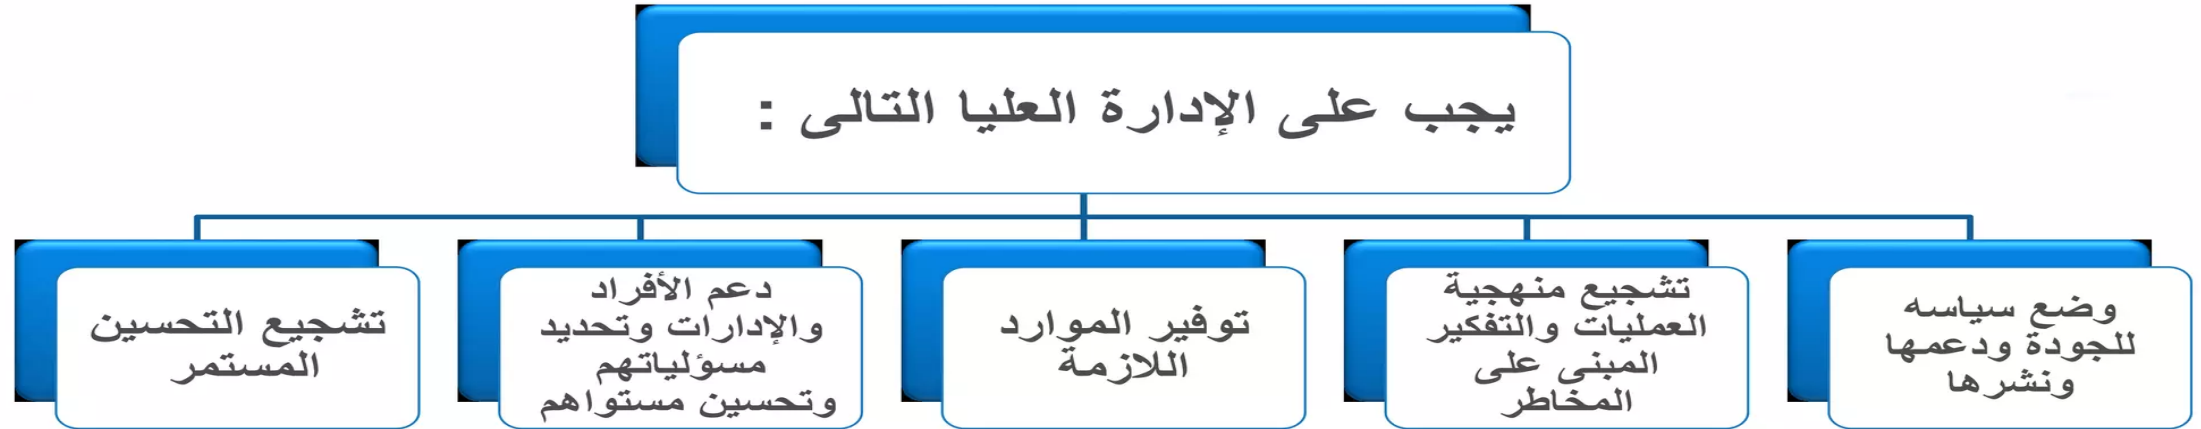 يجب على الإدارة العليا التالى :
وضع سياسه
للجودة ودعمها
ونشرها
تشجيع منهجية
العمليات والتفكير
المبنى على
المخاطر
توفير الموارد
اللازمة
دعم الأفراد
والإدارات وتحديد
مسؤلياتهم
وتحسين مستواهم
تشجيع التحسين
المستمر